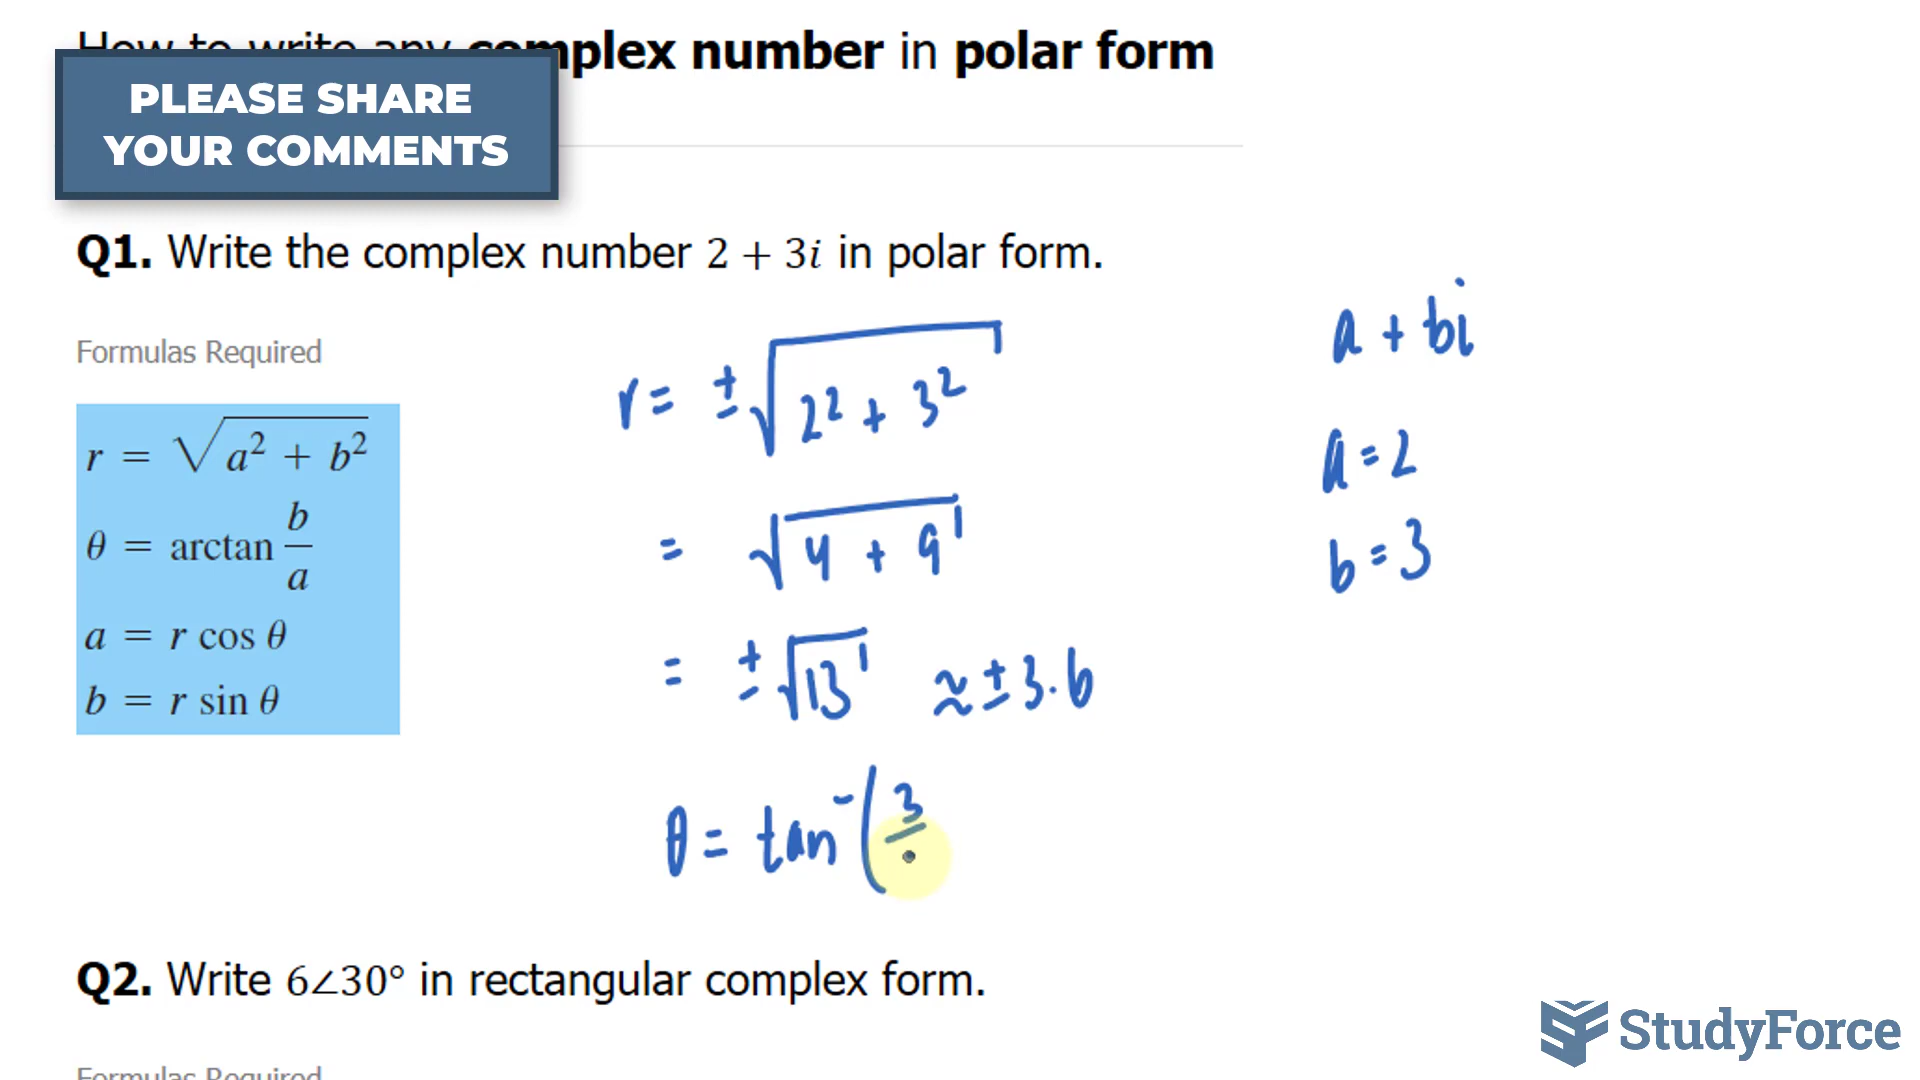 How to write any complex number in polar form
PLEASE SHARE
YOUR COMMENTS
Q1. Write the complex number 2 + 3i in polar form.
Formulas Required
r = √(a² + b²)
θ = arctan b/a
a = r cos θ
b = r sin θ
r = ±√(2² + 3²)
= √(4 + 9)
= ±√13 ≈ ±3.6
θ = tan⁻(3/
a + bi
a = 2
b = 3
Q2. Write 6∠30° in rectangular complex form.
Formulas Required
StudyForce